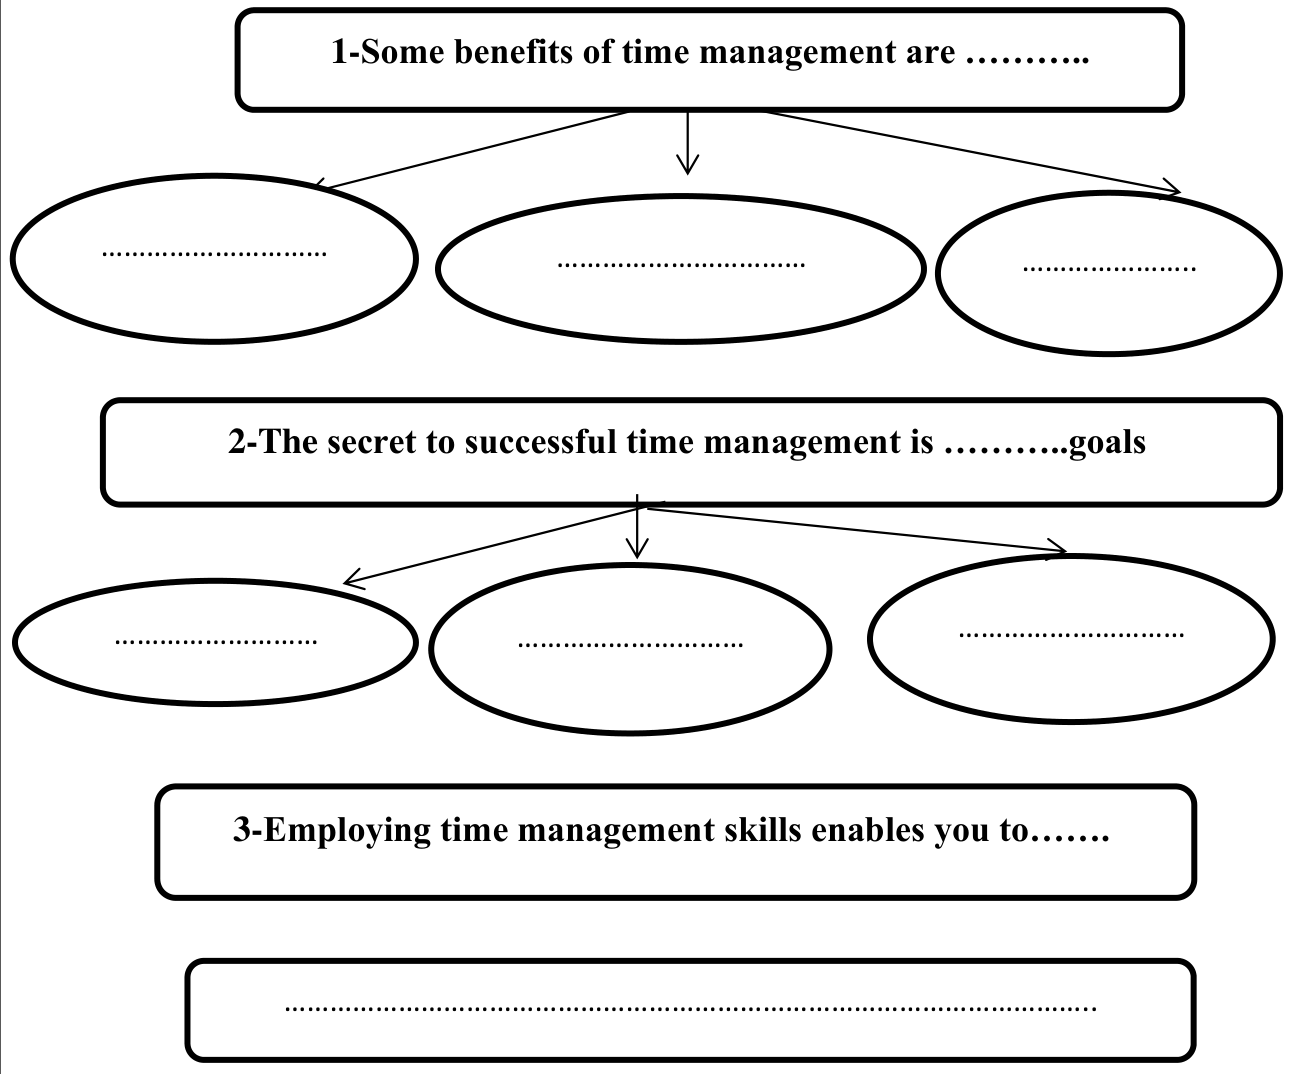 1-Some benefits of time management are ………..
…………………………
……………………………
…………………..
2-The secret to successful time management is ………..goals
………………………
…………………………
…………………………
3-Employing time management skills enables you to…….
………………………………………………………………………………………………..